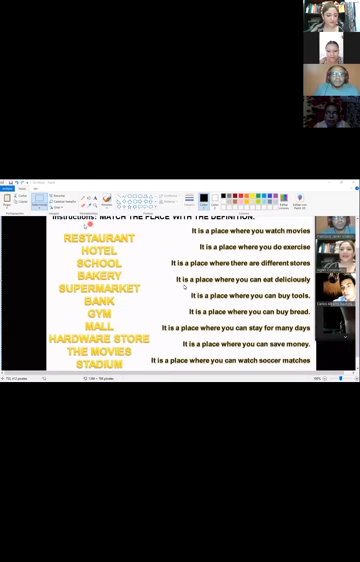 Instructions: MATCH THE PLACE WITH THE DEFINITION.
RESTAURANT
HOTEL
SCHOOL
BAKERY
SUPERMARKET
BANK
GYM
MALL
HARDWARE STORE
THE MOVIES
STADIUM
It is a place where you watch movies
It is a place where you do exercise
It is a place where there are different stores
It is a place where you can eat deliciously
It is a place where you can buy tools.
It is a place where you can buy bread.
It is a place where you can stay for many days
It is a place where you can save money.
It is a place where you can watch soccer matches